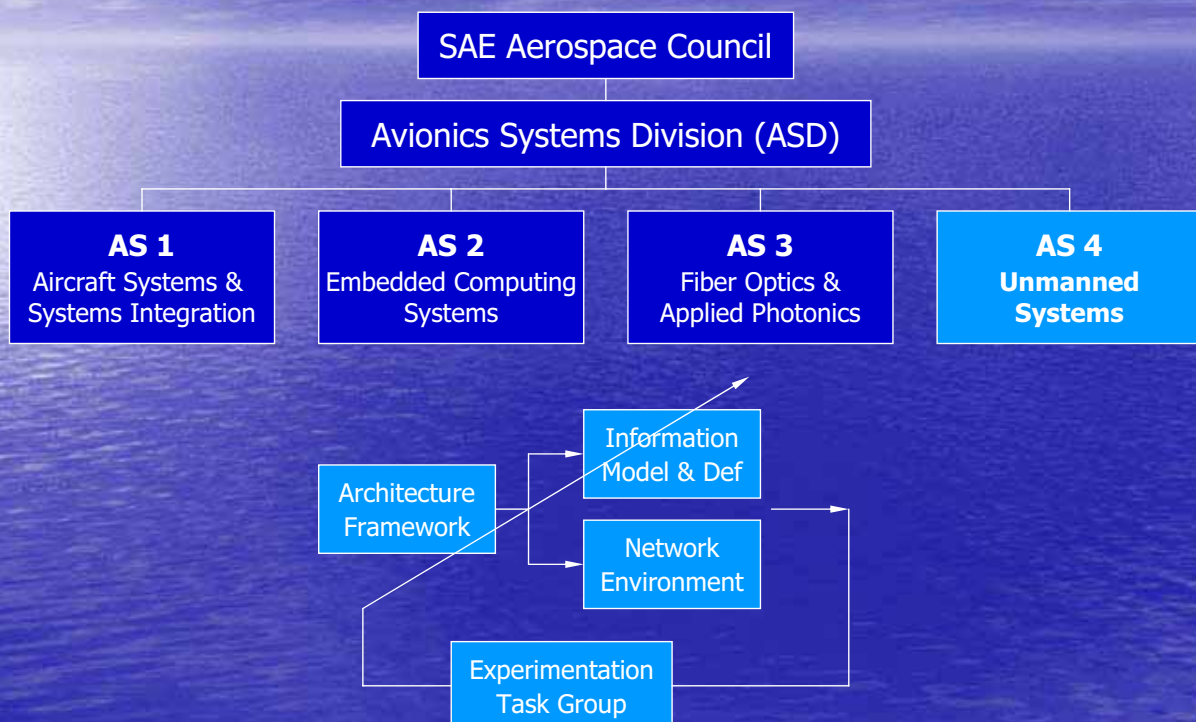 SAE Aerospace Council
Avionics Systems Division (ASD)
AS 1
Aircraft Systems &
Systems Integration
AS 2
Embedded Computing
Systems
AS 3
Fiber Optics &
Applied Photonics
AS 4
Unmanned
Systems
Architecture
Framework
Information
Model & Def
Network
Environment
Experimentation
Task Group